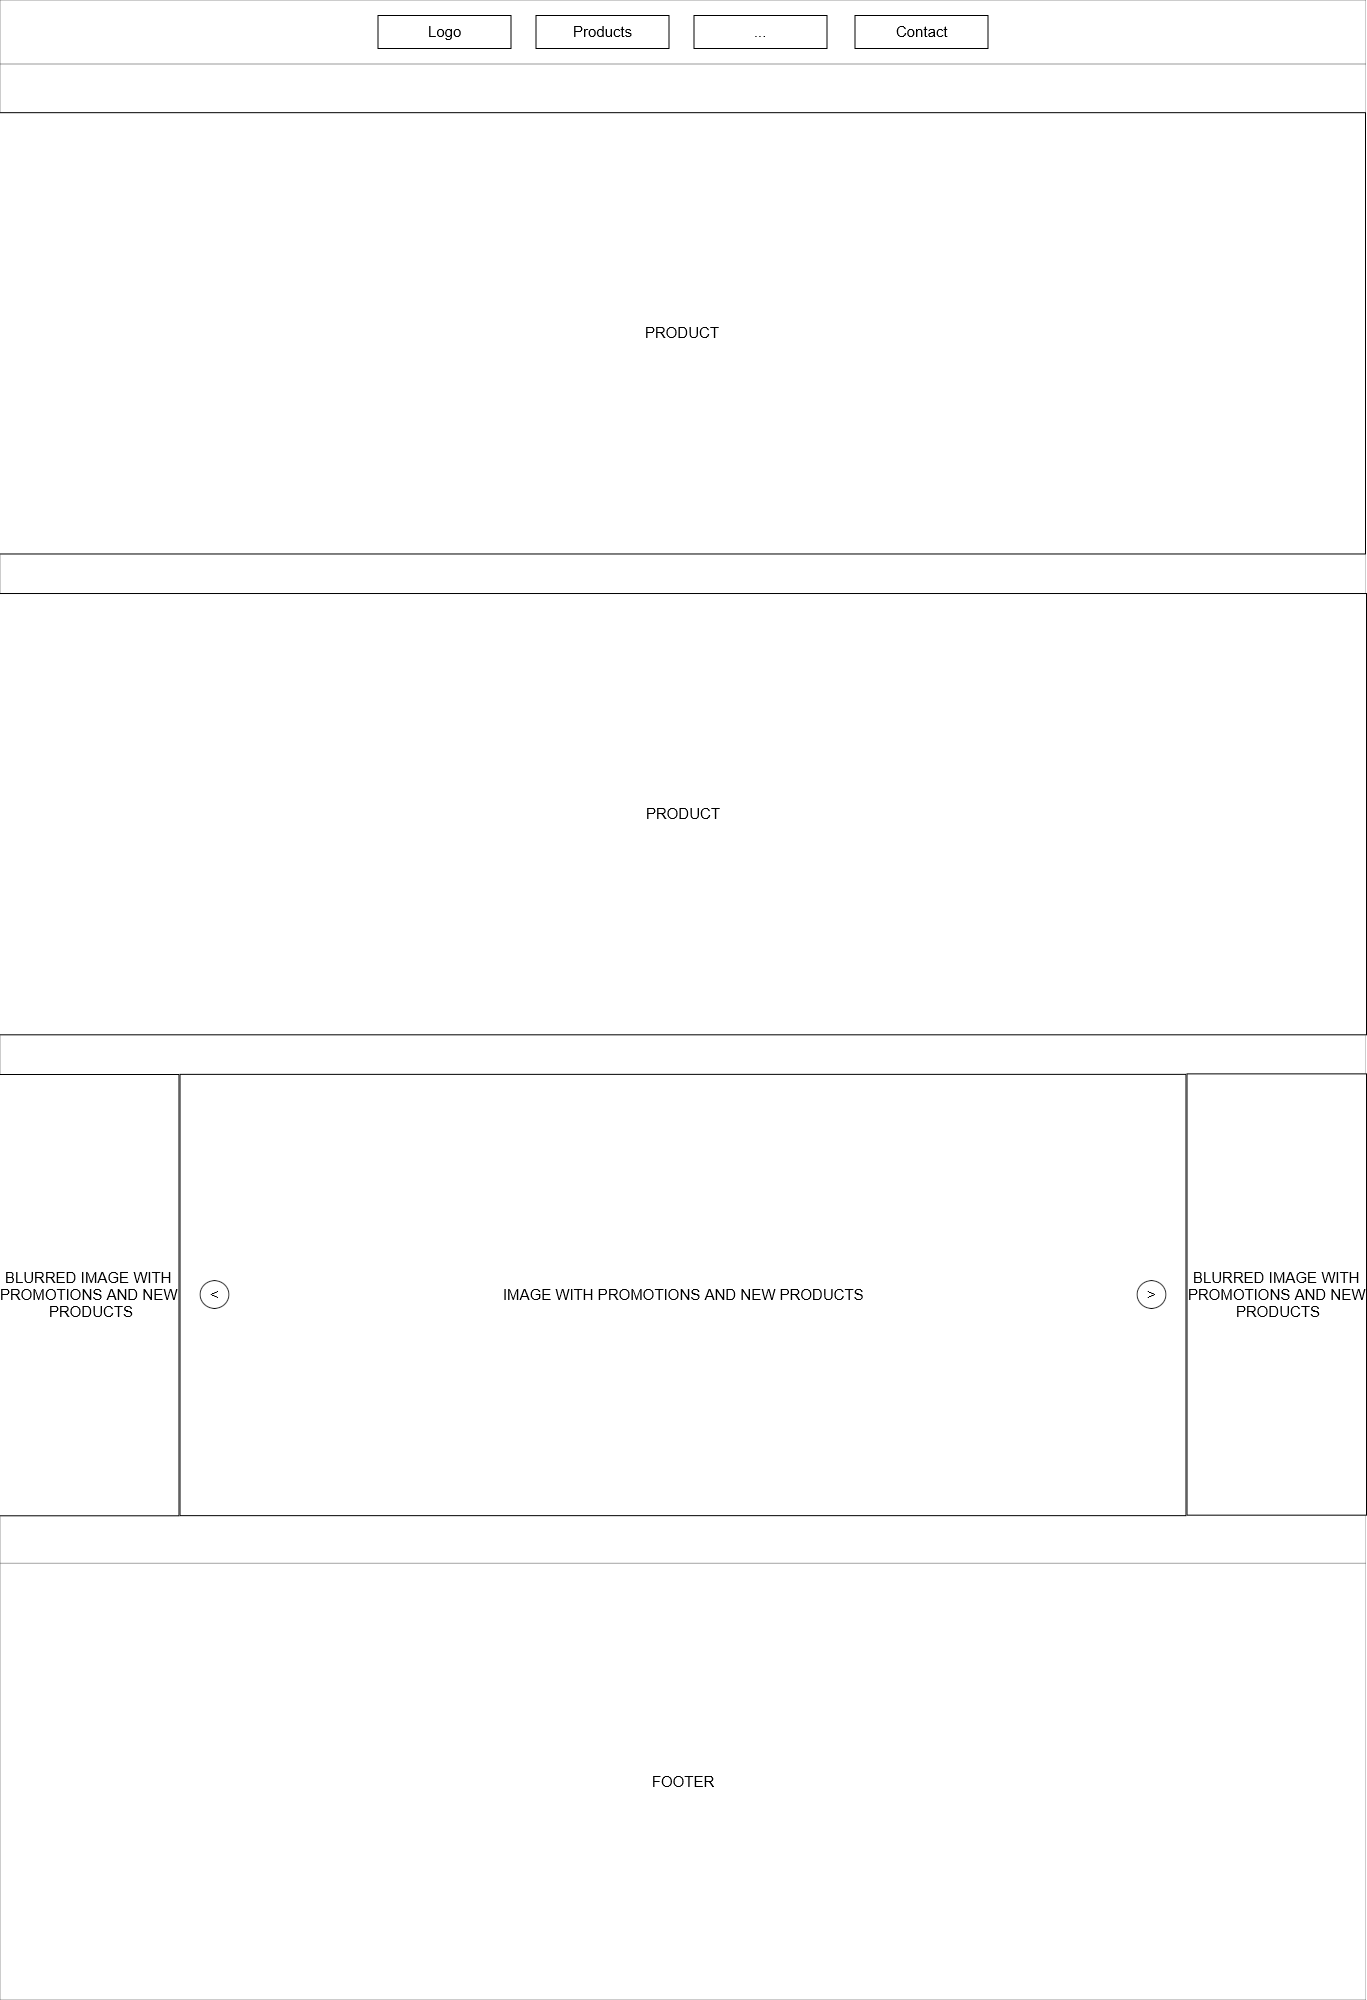 Logo
Products
...
Contact
PRODUCT
PRODUCT
BLURRED IMAGE WITH
PROMOTIONS AND NEW
PRODUCTS
<
IMAGE WITH PROMOTIONS AND NEW PRODUCTS
>
BLURRED IMAGE WITH
PROMOTIONS AND NEW
PRODUCTS
FOOTER